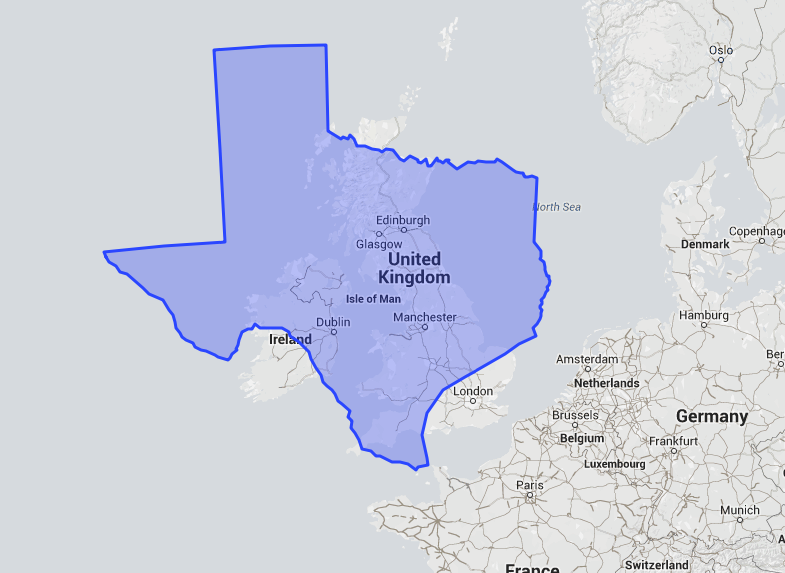 Oslo
North Sea
Edinburgh
Glasgow
United
Kingdom
Copenhage
Denmark
Isle of Man
Manchester
Dublin
Ireland
Hamburg
Amsterdam
Ber
Netherlands
London
Brussels
Germany
Belgium
Frankfurt
Luxembourg
Paris
Munich
France
Switzerland
A